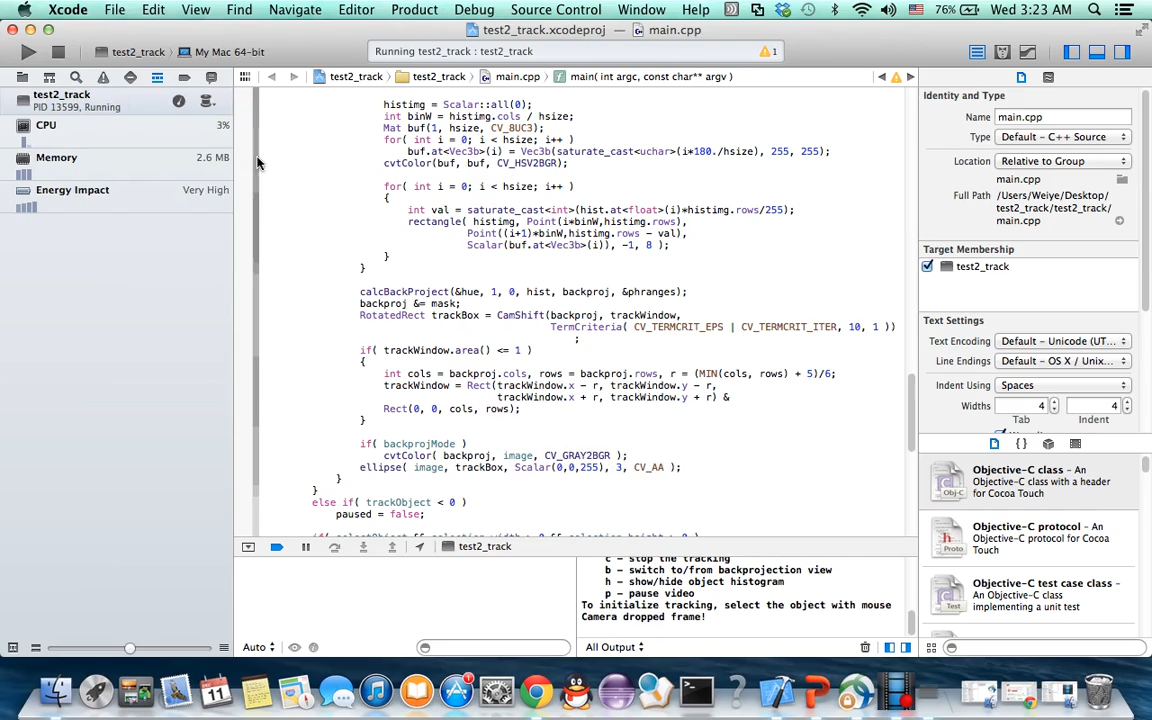 Xcode File Edit View Find Navigate Editor Product Debug Source Control Window Help 76% Wed 3:23 AM
test2_track.xcodeproj — main.cpp
test2_track My Mac 64-bit Running test2_track : test2_track 1
test2_track test2_track main.cpp main( int argc, const char** argv )
test2_track
PID 13599, Running
CPU 3%
Memory 2.6 MB
Energy Impact Very High
histimg = Scalar::all(0);
int binW = histimg.cols / hsize;
Mat buf(1, hsize, CV_8UC3);
for( int i = 0; i < hsize; i++ )
buf.at<Vec3b>(i) = Vec3b(saturate_cast<uchar>(i*180./hsize), 255, 255);
cvtColor(buf, buf, CV_HSV2BGR);
for( int i = 0; i < hsize; i++ )
{
int val = saturate_cast<int>(hist.at<float>(i)*histimg.rows/255);
rectangle( histimg, Point(i*binW,histimg.rows),
Point((i+1)*binW,histimg.rows - val),
Scalar(buf.at<Vec3b>(i)), -1, 8 );
}
}
calcBackProject(&hue, 1, 0, hist, backproj, &phranges);
backproj &= mask;
RotatedRect trackBox = CamShift(backproj, trackWindow,
TermCriteria( CV_TERMCRIT_EPS | CV_TERMCRIT_ITER, 10, 1 ))
;
if( trackWindow.area() <= 1 )
{
int cols = backproj.cols, rows = backproj.rows, r = (MIN(cols, rows) + 5)/6;
trackWindow = Rect(trackWindow.x - r, trackWindow.y - r,
trackWindow.x + r, trackWindow.y + r) &
Rect(0, 0, cols, rows);
}
if( backprojMode )
cvtColor( backproj, image, CV_GRAY2BGR );
ellipse( image, trackBox, Scalar(0,0,255), 3, CV_AA );
}
}
else if( trackObject < 0 )
paused = false;
if( selectObject && selection.width > 0 && selection.height > 0 )
test2_track
c - stop the tracking
b - switch to/from backprojection view
h - show/hide object histogram
p - pause video
To initialize tracking, select the object with mouse
Camera dropped frame!
Auto All Output
Identity and Type
Name main.cpp
Type Default – C++ Source
Location Relative to Group
main.cpp
Full Path /Users/Weiye/Desktop/
test2_track/test2_track/
main.cpp
Target Membership
test2_track
Text Settings
Text Encoding Default – Unicode (UT...
Line Endings Default – OS X / Unix...
Indent Using Spaces
Widths 4 4
Tab Indent
Objective-C class – An
Objective-C class with a header
for Cocoa Touch
Objective-C protocol – An
Objective-C protocol for Cocoa
Touch
Objective-C test case class –
An Objective-C class
implementing a unit test
Obj-C
Proto
Test
11